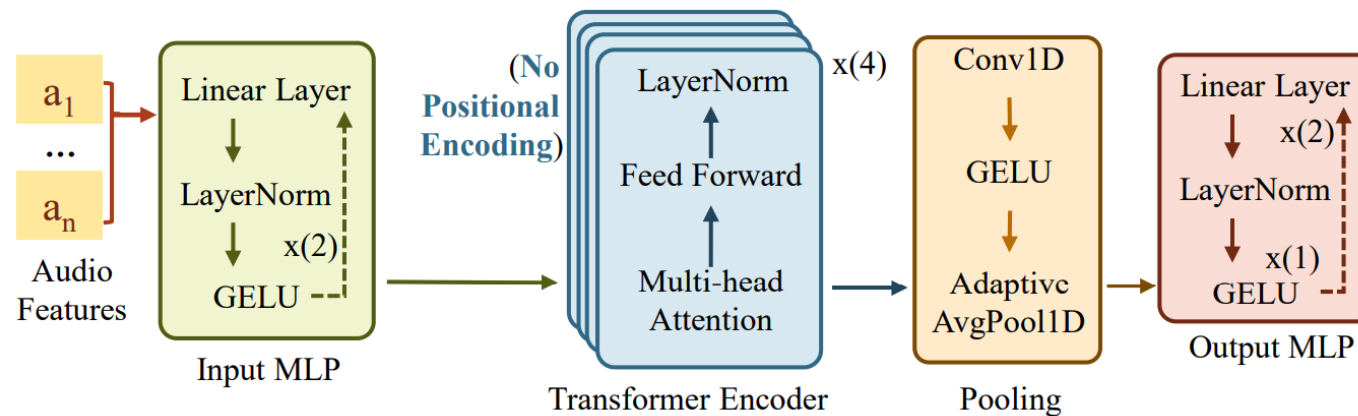 a1
...
an
Audio
Features
Linear Layer
LayerNorm
x(2)
GELU
Input MLP
(No
Positional
Encoding)
x(4)
LayerNorm
Feed Forward
Multi-head
Attention
Transformer Encoder
Conv1D
GELU
Adaptive
AvgPool1D
Pooling
Linear Layer
x(2)
LayerNorm
x(1)
GELU
Output MLP